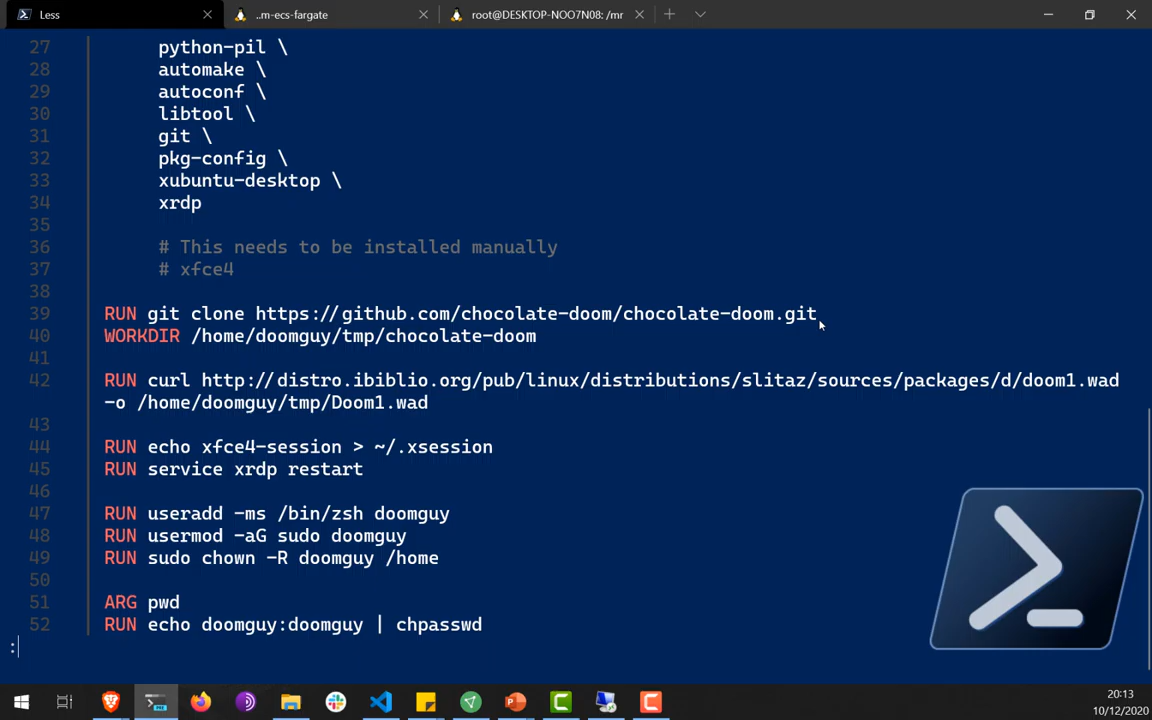 Less
..m-ecs-fargate
root@DESKTOP-NOO7N08: /mr
27 python-pil \
28 automake \
29 autoconf \
30 libtool \
31 git \
32 pkg-config \
33 xubuntu-desktop \
34 xrdp
35
36 # This needs to be installed manually
37 # xfce4
38
39 RUN git clone https://github.com/chocolate-doom/chocolate-doom.git
40 WORKDIR /home/doomguy/tmp/chocolate-doom
41
42 RUN curl http://distro.ibiblio.org/pub/linux/distributions/slitaz/sources/packages/d/doom1.wad
-o /home/doomguy/tmp/Doom1.wad
43
44 RUN echo xfce4-session > ~/.xsession
45 RUN service xrdp restart
46
47 RUN useradd -ms /bin/zsh doomguy
48 RUN usermod -aG sudo doomguy
49 RUN sudo chown -R doomguy /home
50
51 ARG pwd
52 RUN echo doomguy:doomguy | chpasswd
:
20:13
10/12/2020